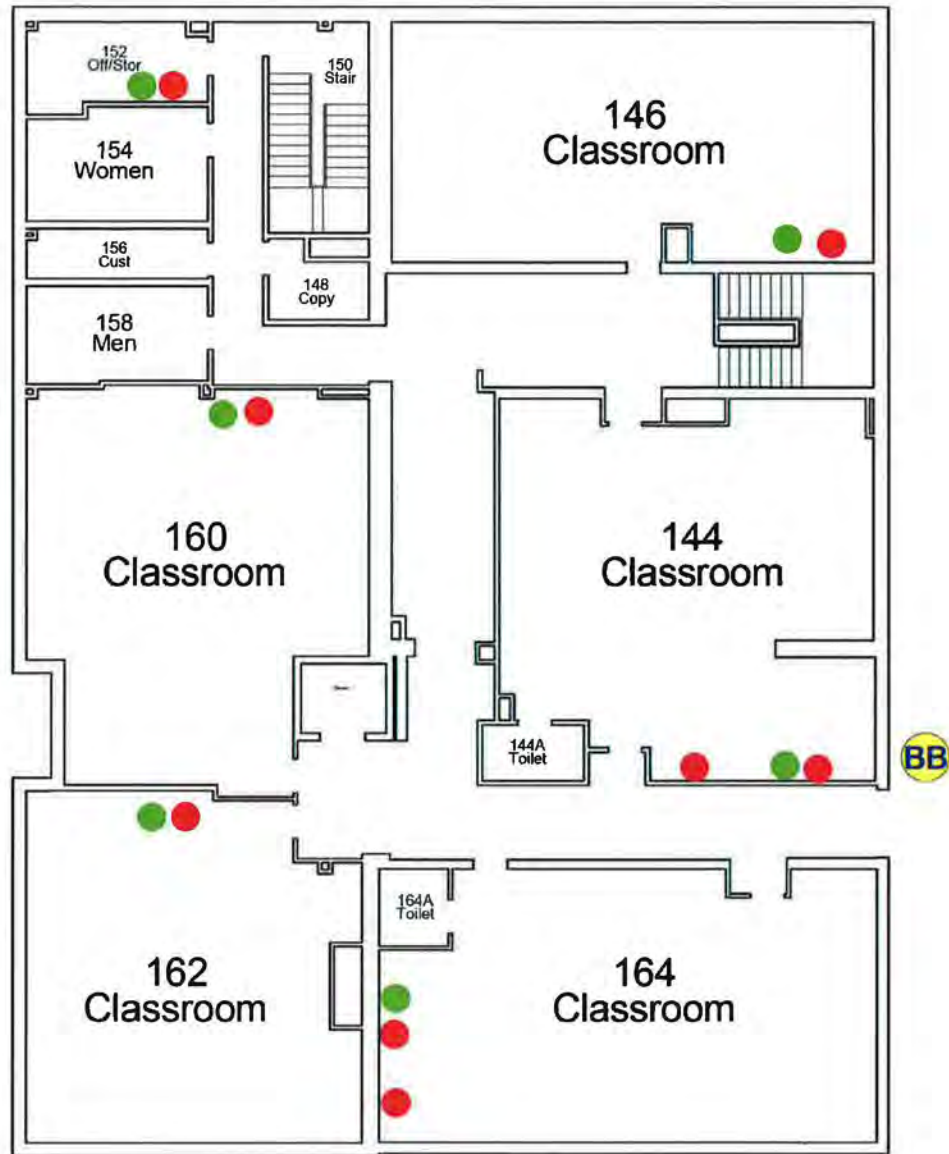 152
Off/Stor
150
Stair
146
Classroom
154
Women
156
Cust
148
Copy
158
Men
160
Classroom
144
Classroom
144A
Toilet
BB
164A
Toilet
162
Classroom
164
Classroom